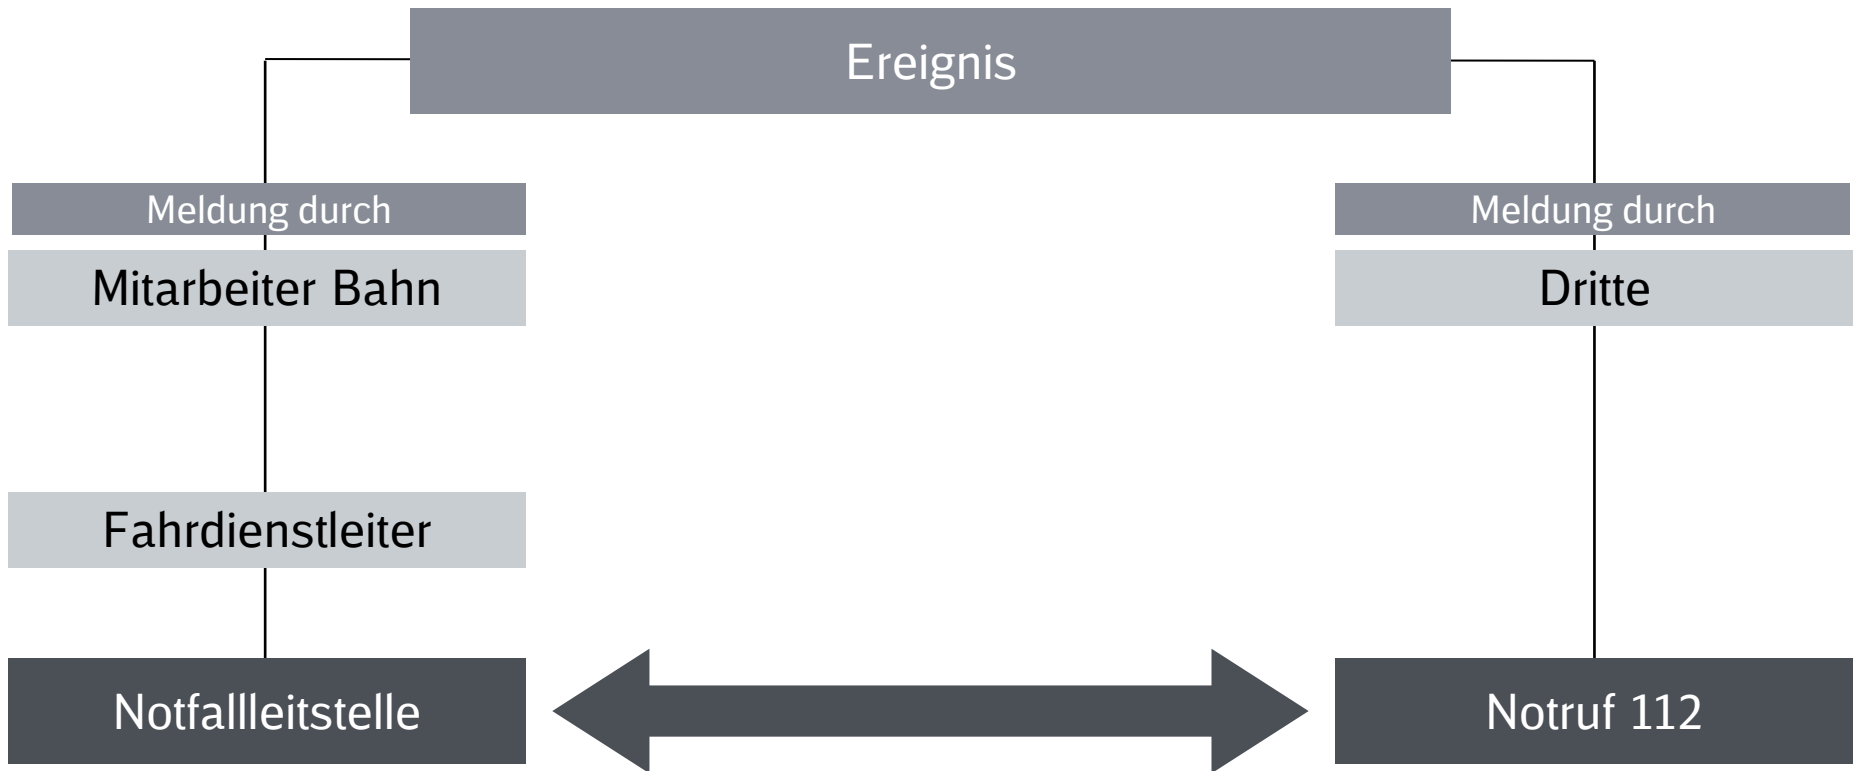 Ereignis
Meldung durch
Mitarbeiter Bahn
Fahrdienstleiter
Notfallleitstelle
Meldung durch
Dritte
Notruf 112